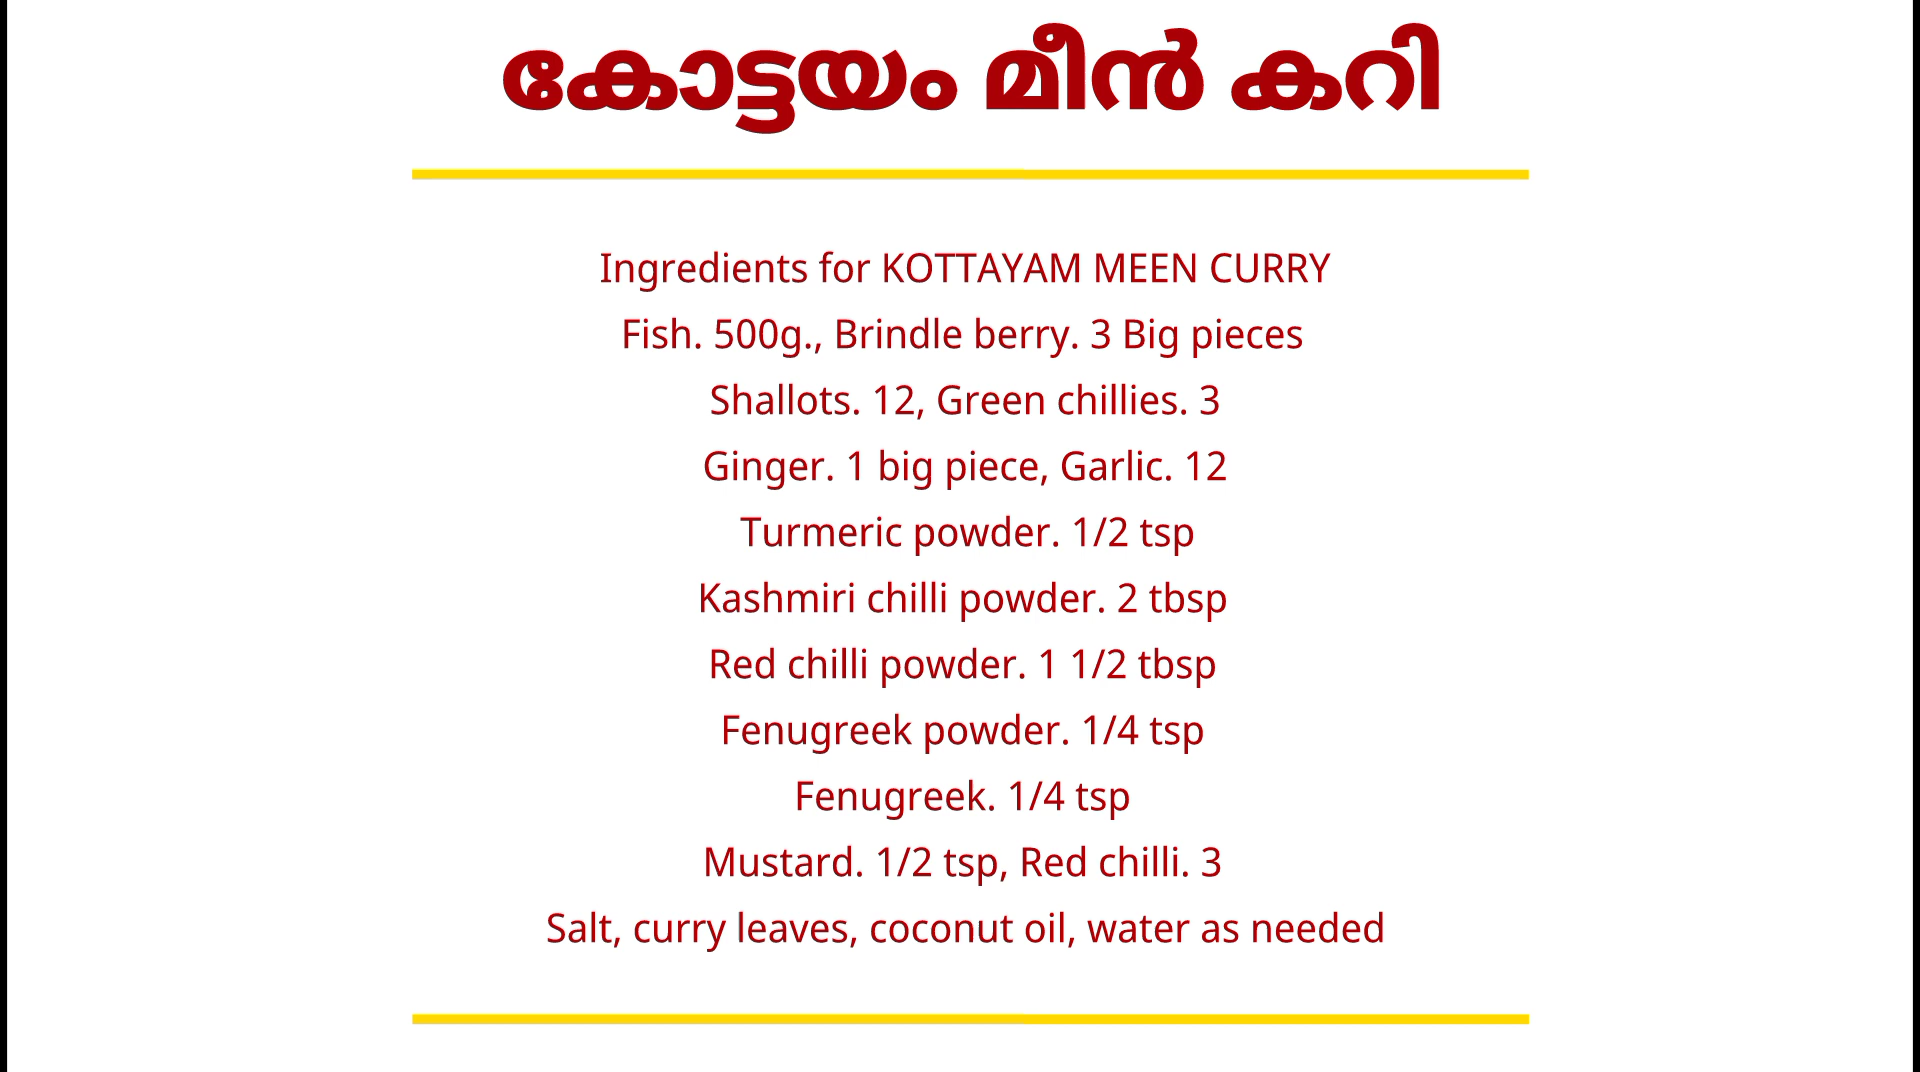 കോട്ടയം മീൻ കറി
Ingredients for KOTTAYAM MEEN CURRY
Fish. 500g., Brindle berry. 3 Big pieces
Shallots. 12, Green chillies. 3
Ginger. 1 big piece, Garlic. 12
Turmeric powder. 1/2 tsp
Kashmiri chilli powder. 2 tbsp
Red chilli powder. 1 1/2 tbsp
Fenugreek powder. 1/4 tsp
Fenugreek. 1/4 tsp
Mustard. 1/2 tsp, Red chilli. 3
Salt, curry leaves, coconut oil, water as needed